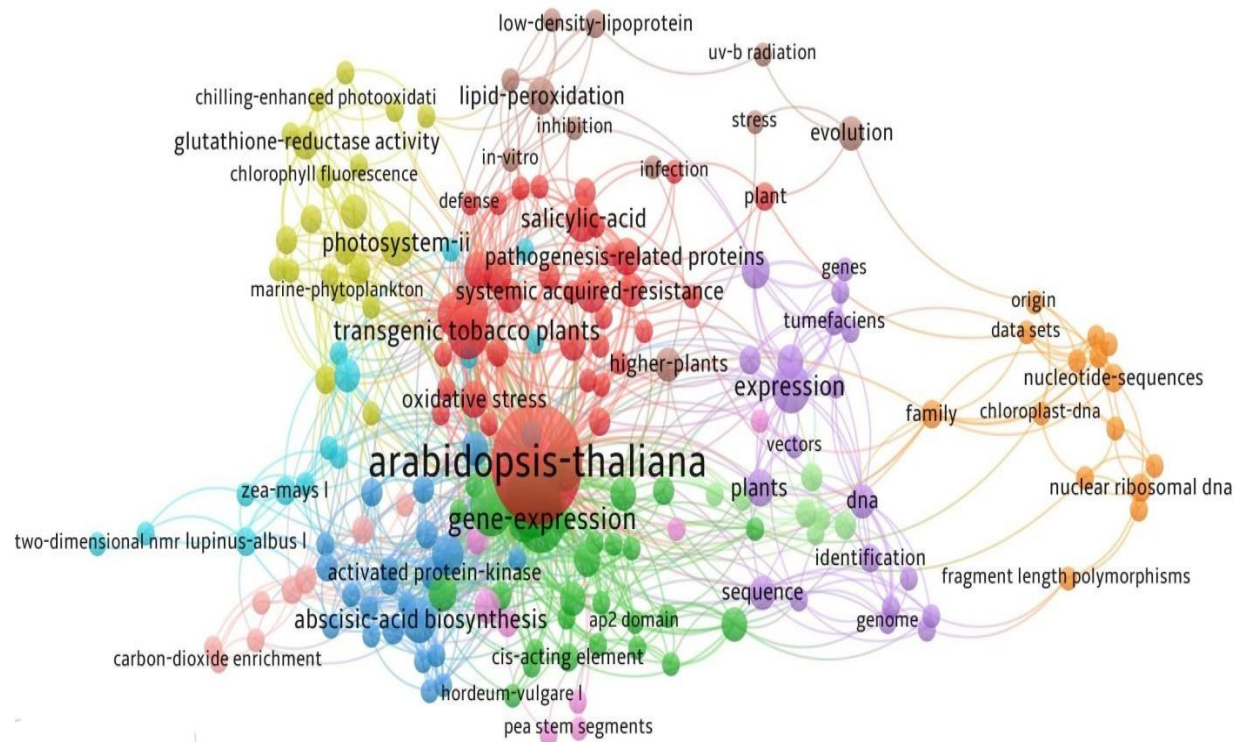 low-density-lipoprotein
uv-b radiation
chilling-enhanced photooxidati
lipid-peroxidation
glutathione-reductase activity
inhibition
stress
evolution
in-vitro
chlorophyll fluorescence
infection
defense
plant
salicylic-acid
photosystem-ii
pathogenesis-related proteins
genes
marine-phytoplankton
systemic acquired-resistance
origin
tumefaciens
data sets
transgenic tobacco plants
higher-plants
nucleotide-sequences
expression
oxidative stress
family
chloroplast-dna
vectors
arabidopsis-thaliana
zea-mays l
plants
nuclear ribosomal dna
dna
gene-expression
two-dimensional nmr
lupinus-albus l
identification
activated protein-kinase
fragment length polymorphisms
sequence
abscisic-acid biosynthesis
ap2 domain
genome
carbon-dioxide enrichment
cis-acting element
hordeum-vulgare l
pea stem segments